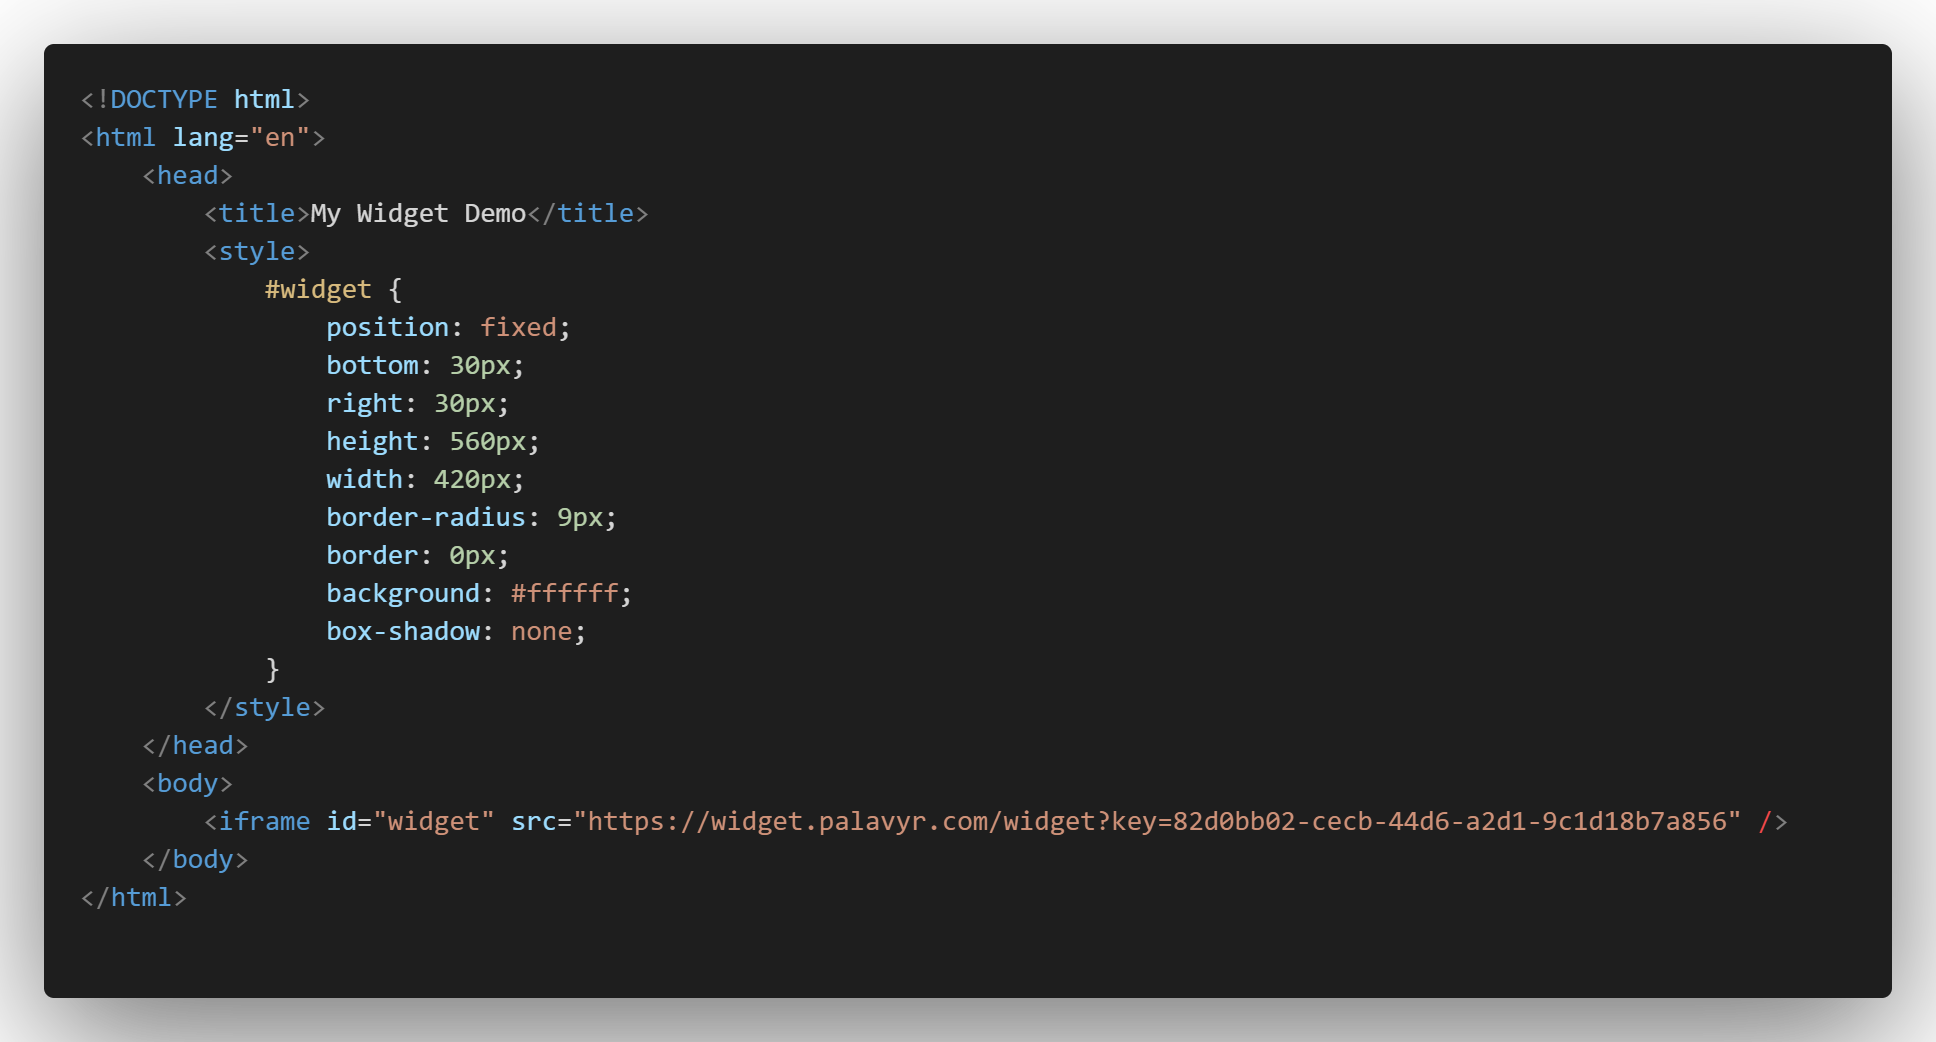 <!DOCTYPE html>
<html lang="en">
    <head>
        <title>My Widget Demo</title>
        <style>
            #widget {
                position: fixed;
                bottom: 30px;
                right: 30px;
                height: 560px;
                width: 420px;
                border-radius: 9px;
                border: 0px;
                background: #ffffff;
                box-shadow: none;
            }
        </style>
    </head>
    <body>
        <iframe id="widget" src="https://widget.palavyr.com/widget?key=82d0bb02-cecb-44d6-a2d1-9c1d18b7a856" />
    </body>
</html>